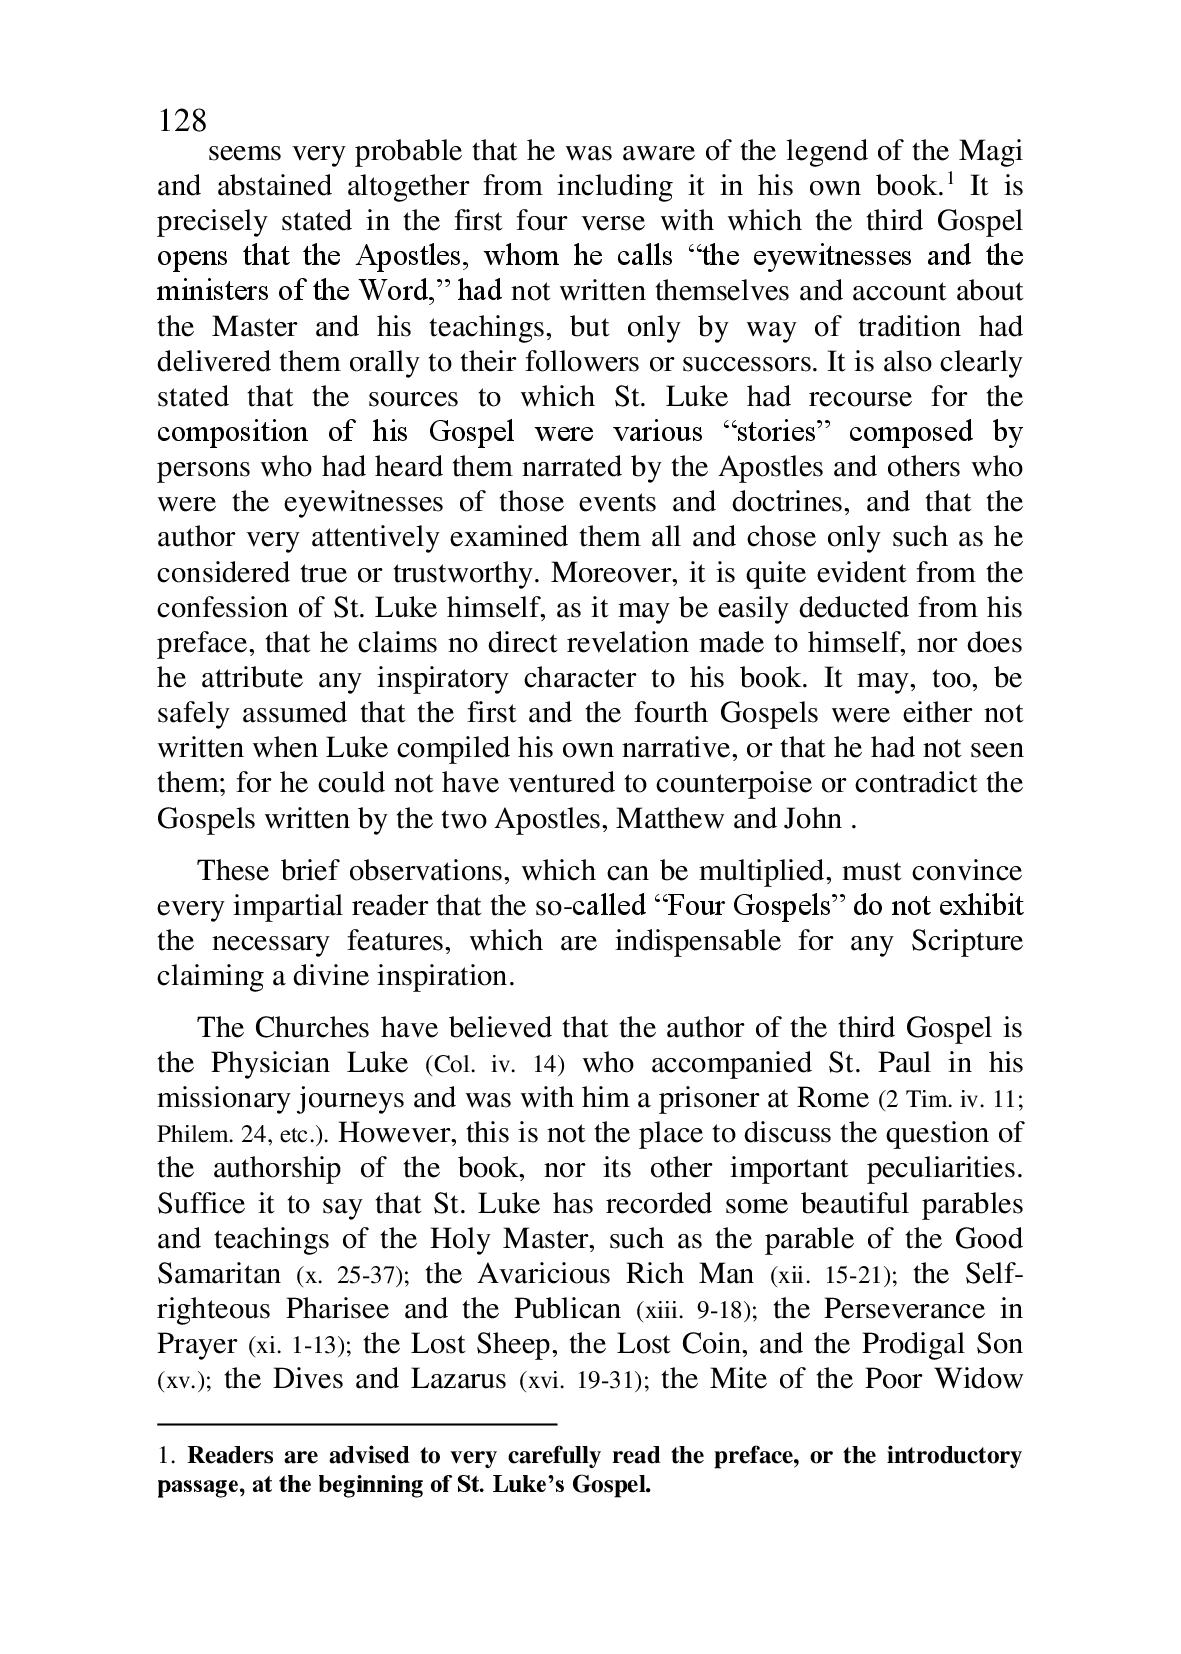 128
seems very probable that he was aware of the legend of the Magi
and abstained altogether from including it in his own book.1 It is
precisely stated in the first four verse with which the third Gospel
opens that the Apostles, whom he calls “the eyewitnesses and the
ministers of the Word,” had not written themselves and account about
the Master and his teachings, but only by way of tradition had
delivered them orally to their followers or successors. It is also clearly
stated that the sources to which St. Luke had recourse for the
composition of his Gospel were various “stories” composed by
persons who had heard them narrated by the Apostles and others who
were the eyewitnesses of those events and doctrines, and that the
author very attentively examined them all and chose only such as he
considered true or trustworthy. Moreover, it is quite evident from the
confession of St. Luke himself, as it may be easily deducted from his
preface, that he claims no direct revelation made to himself, nor does
he attribute any inspiratory character to his book. It may, too, be
safely assumed that the first and the fourth Gospels were either not
written when Luke compiled his own narrative, or that he had not seen
them; for he could not have ventured to counterpoise or contradict the
Gospels written by the two Apostles, Matthew and John .
These brief observations, which can be multiplied, must convince
every impartial reader that the so-called “Four Gospels” do not exhibit
the necessary features, which are indispensable for any Scripture
claiming a divine inspiration.
The Churches have believed that the author of the third Gospel is
the Physician Luke (Col. iv. 14) who accompanied St. Paul in his
missionary journeys and was with him a prisoner at Rome (2 Tim. iv. 11;
Philem. 24, etc.). However, this is not the place to discuss the question of
the authorship of the book, nor its other important peculiarities.
Suffice it to say that St. Luke has recorded some beautiful parables
and teachings of the Holy Master, such as the parable of the Good
Samaritan (x. 25-37); the Avaricious Rich Man (xii. 15-21); the Self-
righteous Pharisee and the Publican (xiii. 9-18); the Perseverance in
Prayer (xi. 1-13); the Lost Sheep, the Lost Coin, and the Prodigal Son
(xv.); the Dives and Lazarus (xvi. 19-31); the Mite of the Poor Widow
1. Readers are advised to very carefully read the preface, or the introductory
passage, at the beginning of St. Luke’s Gospel.